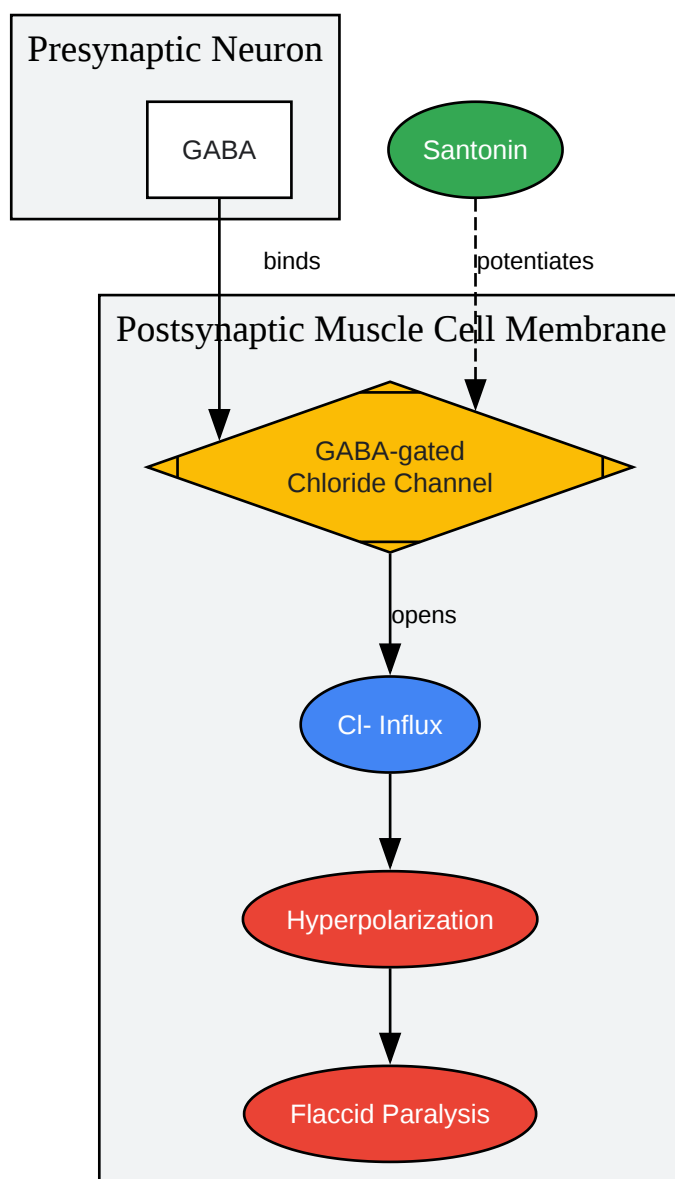 Presynaptic Neuron
GABA
Santonin
binds
potentiates
Postsynaptic Muscle Cell Membrane
GABA-gated
Chloride Channel
opens
Cl- Influx
Hyperpolarization
Flaccid Paralysis